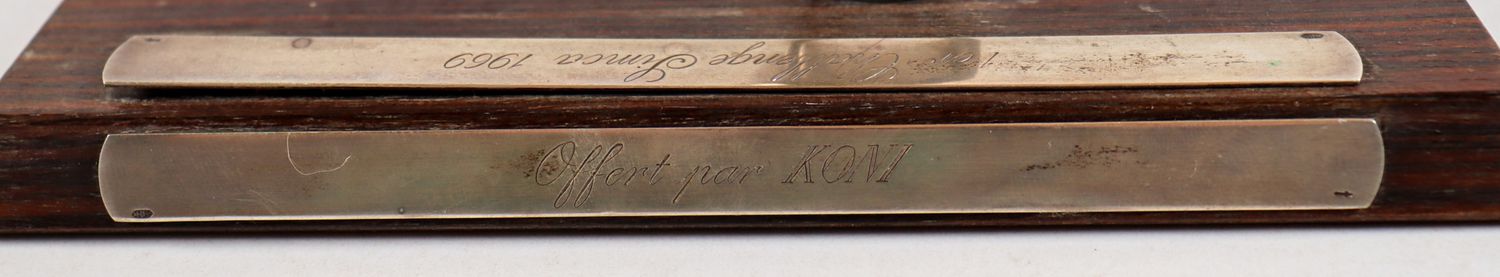 Challenge Simca 1969
Offert par KONI